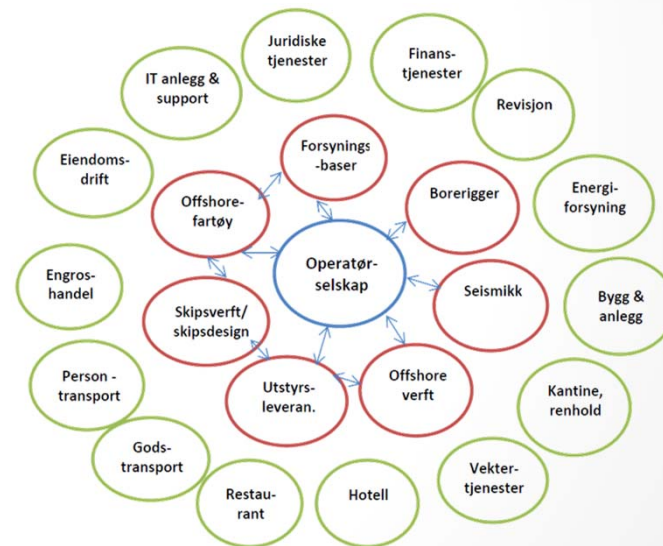 Juridiske
tjenester
Finans-
tjenester
IT anlegg &
support
Revisjon
Forsynings
-baser
Eiendoms-
drift
Offshore-
fartøy
Borerigger
Energi-
forsyning
Operatør-
selskap
Engros-
handel
Skipsverft/
skipsdesign
Seismikk
Bygg &
anlegg
Person -
transport
Utstyrs-
leveran.
Offshore
verft
Kantine,
renhold
Gods-
transport
Restau-
rant
Hotell
Vekter-
tjenester